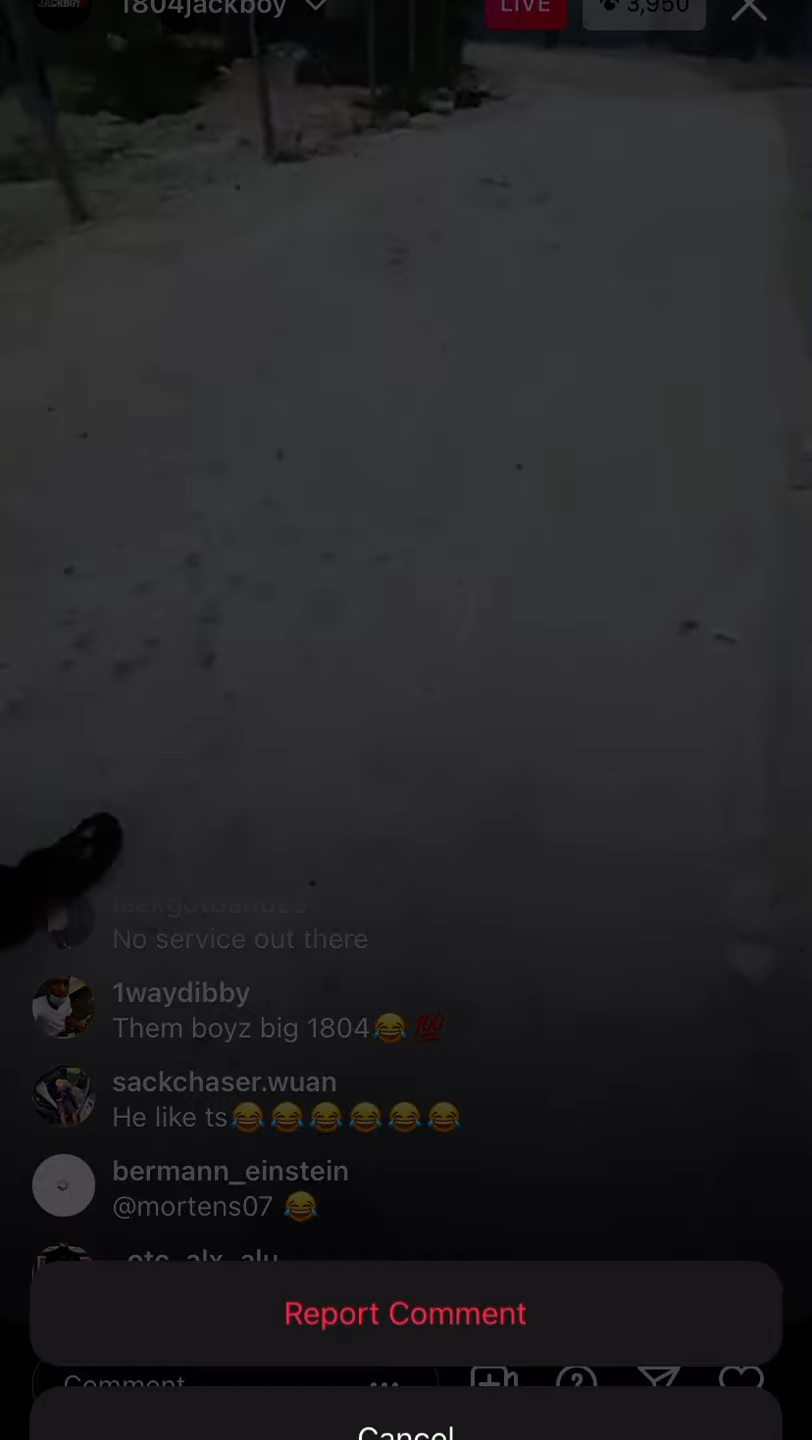 1804jackboy
LIVE
3,950
No service out there
1waydibby
Them boyz big 1804😂💯
sackchaser.wuan
He like ts😂😂😂😂😂😂
bermann_einstein
@mortens07 😂
Report Comment
Comment
Cancel